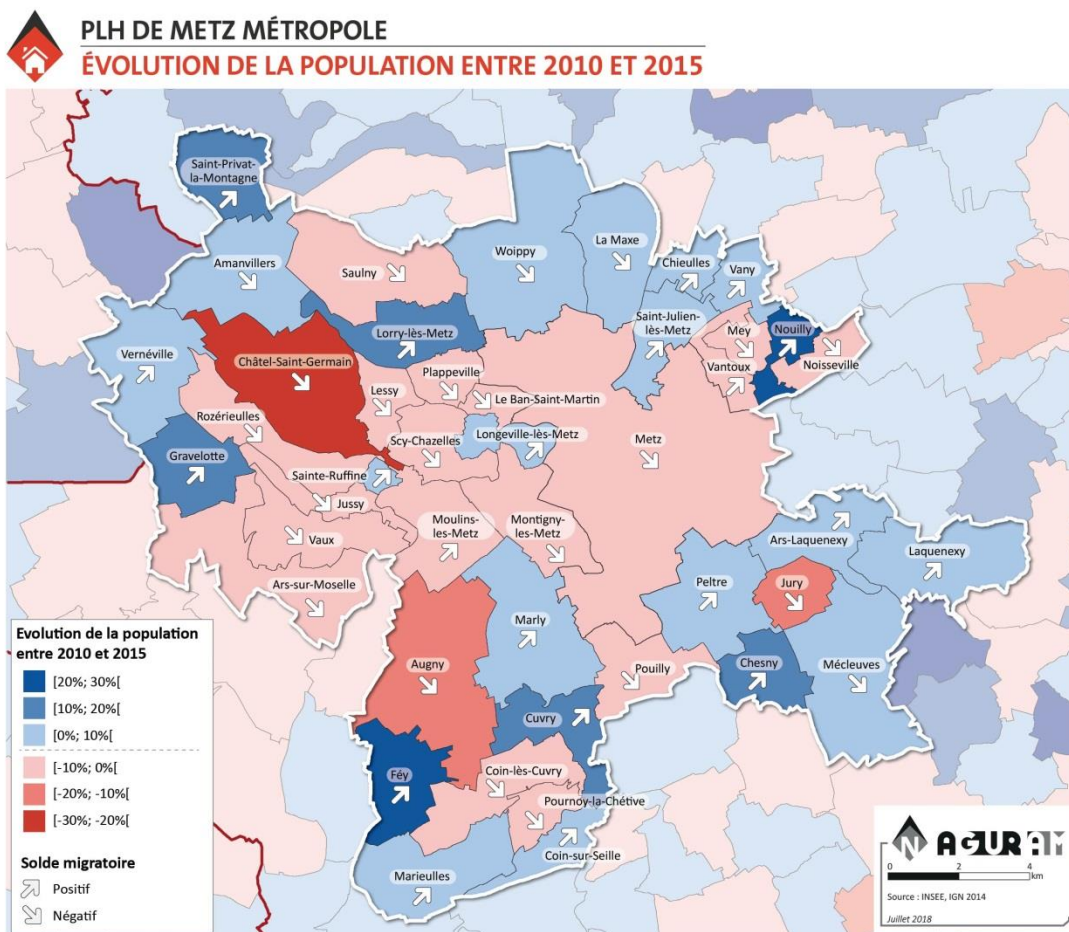 PLH DE METZ MÉTROPOLE
ÉVOLUTION DE LA POPULATION ENTRE 2010 ET 2015
Saint-Privat-
la-Montagne
Amanvillers
Saulny
Woippy
La Maxe
Chieulles
Vany
Saint-Julien-
lès-Metz
Mey
Nouilly
Vantoux
Noisseville
Lorry-lès-Metz
Vernéville
Châtel-Saint-Germain
Plappeville
Lessy
Le Ban-Saint-Martin
Rozérieulles
Scy-Chazelles
Longeville-lès-Metz
Metz
Gravelotte
Sainte-Ruffine
Jussy
Vaux
Moulins-
les-Metz
Montigny-
les-Metz
Ars-Laquenexy
Laquenexy
Ars-sur-Moselle
Peltre
Jury
Marly
Augny
Pouilly
Chesny
Mécleuves
Cuvry
Féy
Coin-lès-Cuvry
Pournoy-la-Chétive
Coin-sur-Seille
Marieulles
Evolution de la population
entre 2010 et 2015
[20%; 30%[
[10%; 20%[
[0%; 10%[
[-10%; 0%[
[-20%; -10%[
[-30%; -20%[
Solde migratoire
Positif
Négatif
N AGURAM
0 2 4
km
Source : INSEE, IGN 2014
Juillet 2018